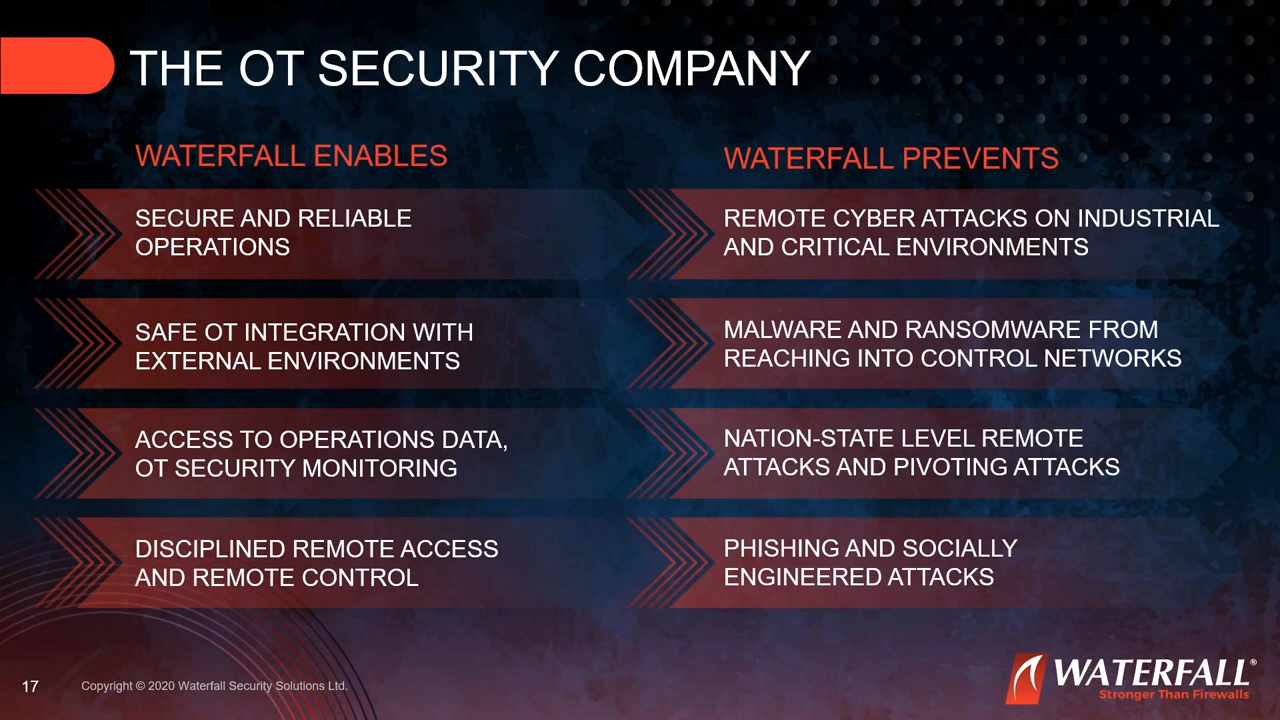 THE OT SECURITY COMPANY
WATERFALL ENABLES
SECURE AND RELIABLE
OPERATIONS
SAFE OT INTEGRATION WITH
EXTERNAL ENVIRONMENTS
ACCESS TO OPERATIONS DATA,
OT SECURITY MONITORING
DISCIPLINED REMOTE ACCESS
AND REMOTE CONTROL
WATERFALL PREVENTS
REMOTE CYBER ATTACKS ON INDUSTRIAL
AND CRITICAL ENVIRONMENTS
MALWARE AND RANSOMWARE FROM
REACHING INTO CONTROL NETWORKS
NATION-STATE LEVEL REMOTE
ATTACKS AND PIVOTING ATTACKS
PHISHING AND SOCIALLY
ENGINEERED ATTACKS
17
Copyright © 2020 Waterfall Security Solutions Ltd.
WATERFALL®
Stronger Than Firewalls